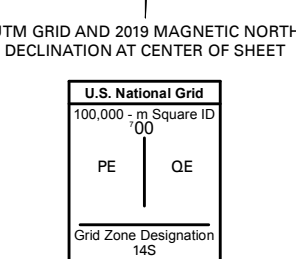 UTM GRID AND 2019 MAGNETIC NORTH
DECLINATION AT CENTER OF SHEET
U.S. National Grid
100,000 - m Square ID
⁷00
PE QE
Grid Zone Designation
14S